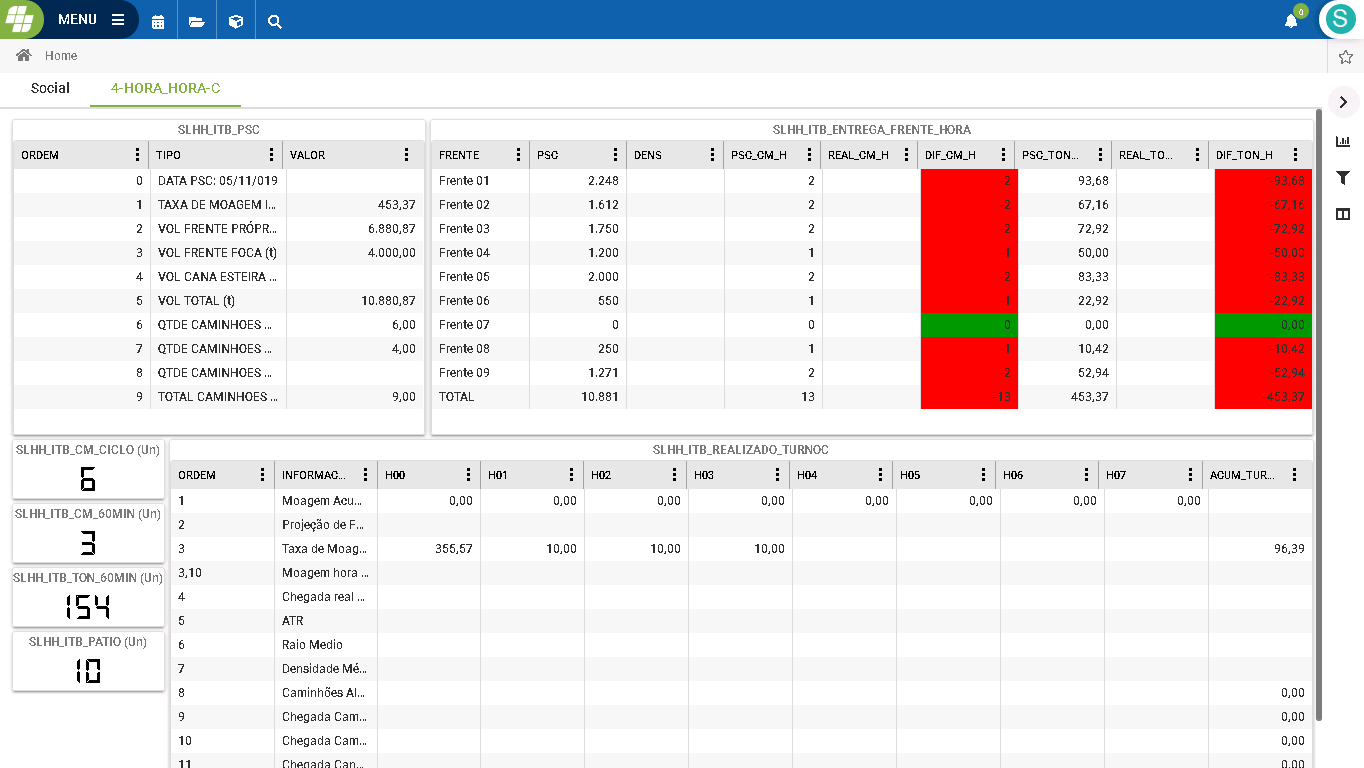 MENU
0
S
Home
Social 4-HORA_HORA-C
SLHH_ITB_PSC
ORDEM TIPO VALOR
0 DATA PSC: 05/11/019
1 TAXA DE MOAGEM I... 453,37
2 VOL FRENTE PRÓPR... 6.880,87
3 VOL FRENTE FOCA (t) 4.000,00
4 VOL CANA ESTEIRA ...
5 VOL TOTAL (t) 10.880,87
6 QTDE CAMINHOES ... 6,00
7 QTDE CAMINHOES ... 4,00
8 QTDE CAMINHOES ...
9 TOTAL CAMINHOES ... 9,00
SLHH_ITB_ENTREGA_FRENTE_HORA
FRENTE PSC DENS PSC_CM_H REAL_CM_H DIF_CM_H PSC_TON... REAL_TO... DIF_TON_H
Frente 01 2.248 2 -2 93,68 -93,68
Frente 02 1.612 2 -2 67,16 -67,16
Frente 03 1.750 2 -2 72,92 -72,92
Frente 04 1.200 1 -1 50,00 -50,00
Frente 05 2.000 2 -2 83,33 -83,33
Frente 06 550 1 -1 22,92 -22,92
Frente 07 0 0 0 0,00 0,00
Frente 08 250 1 -1 10,42 -10,42
Frente 09 1.271 2 -2 52,94 -52,94
TOTAL 10.881 13 -13 453,37 -453,37
SLHH_ITB_CM_CICLO (Un)
6
SLHH_ITB_CM_60MIN (Un)
3
SLHH_ITB_TON_60MIN (Un)
154
SLHH_ITB_PATIO (Un)
10
SLHH_ITB_REALIZADO_TURNOC
ORDEM INFORMAC... H00 H01 H02 H03 H04 H05 H06 H07 ACUM_TUR...
1 Moagem Acu... 0,00 0,00 0,00 0,00 0,00 0,00 0,00 0,00
2 Projeção de F...
3 Taxa de Moag... 355,57 10,00 10,00 10,00 96,39
3,10 Moagem hora ...
4 Chegada real ...
5 ATR
6 Raio Medio
7 Densidade Mé...
8 Caminhões Al... 0,00
9 Chegada Cam... 0,00
10 Chegada Cam... 0,00
11 Chegada Can... 0,00